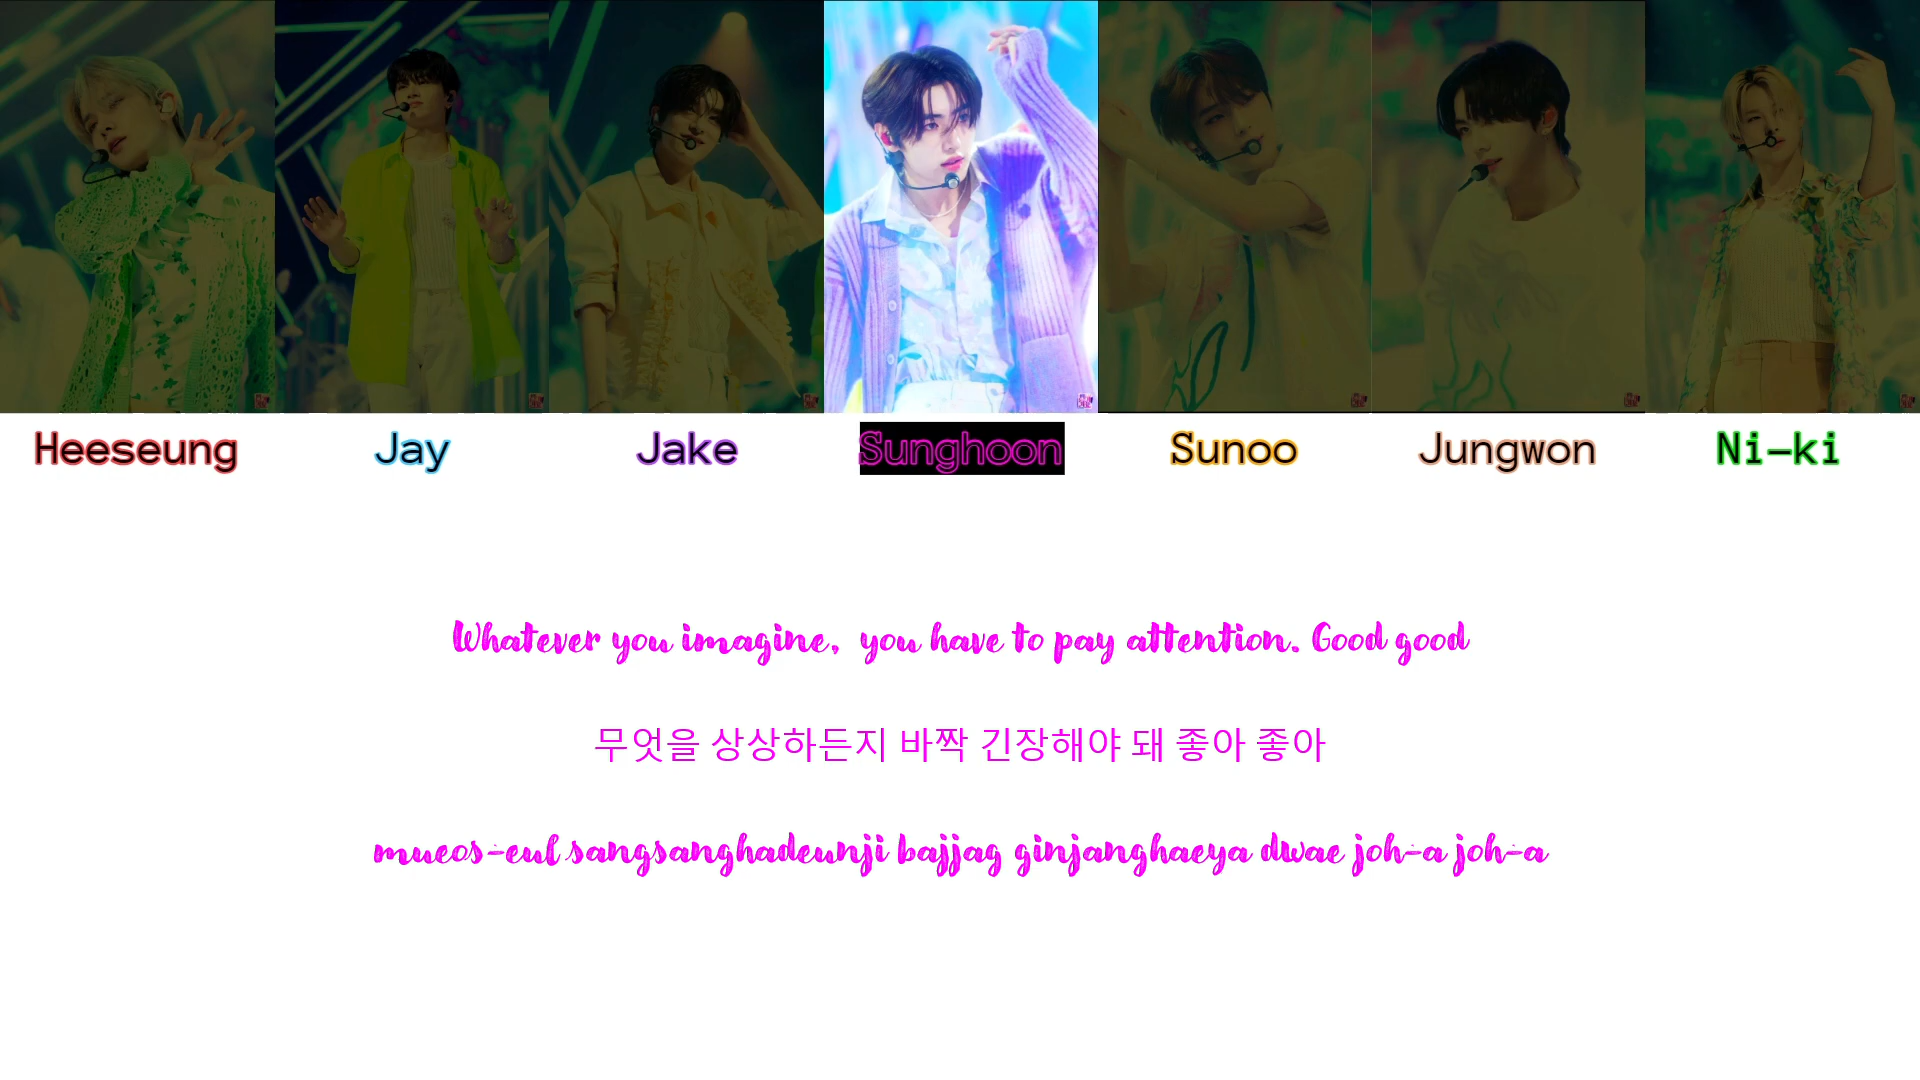 Heeseung Jay Jake Sunghoon Sunoo Jungwon Ni-ki
Whatever you imagine, you have to pay attention. Good good
무엇을 상상하든지 바짝 긴장해야 돼 좋아 좋아
mueos-eul sangsanghadeunji bajjag ginjanghaeya dwae joh-a joh-a